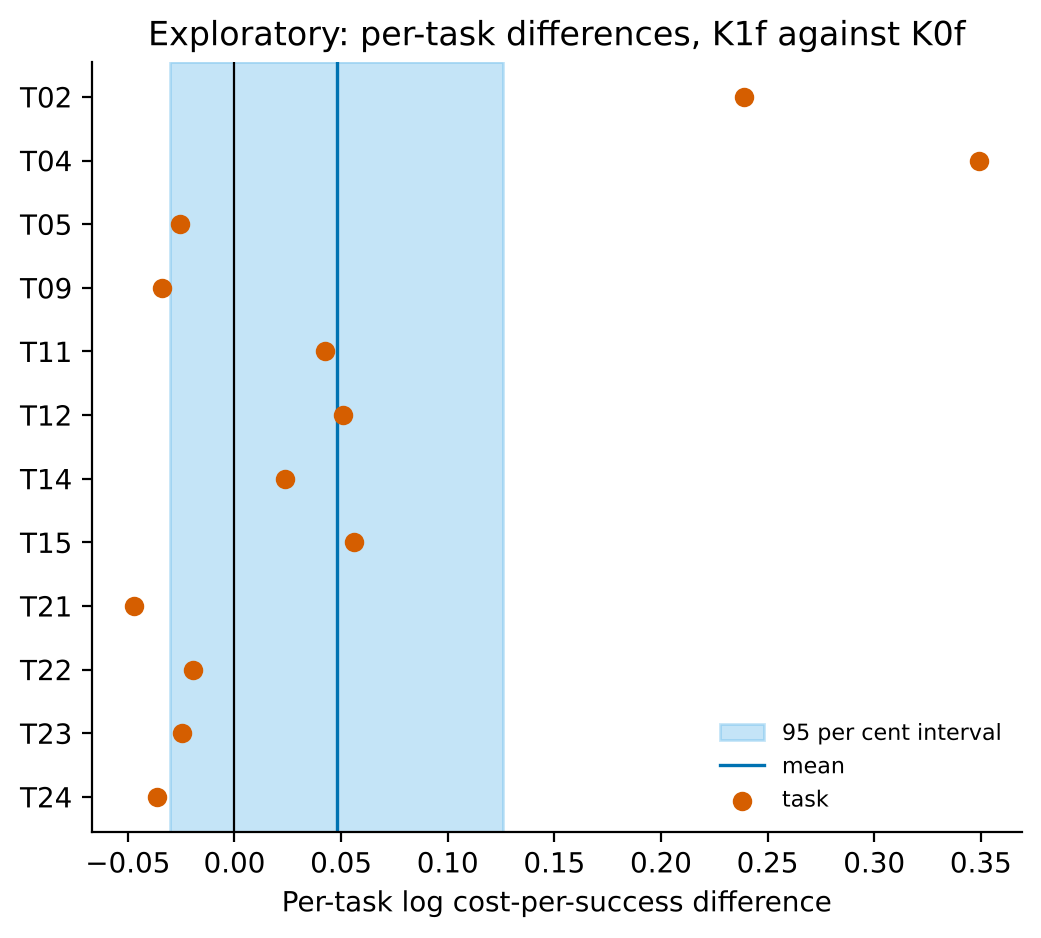 Exploratory: per-task differences, K1f against K0f
T02
T04
T05
T09
T11
T12
T14
T15
T21
T22
T23
T24
95 per cent interval
mean
task
−0.05 0.00 0.05 0.10 0.15 0.20 0.25 0.30 0.35
Per-task log cost-per-success difference